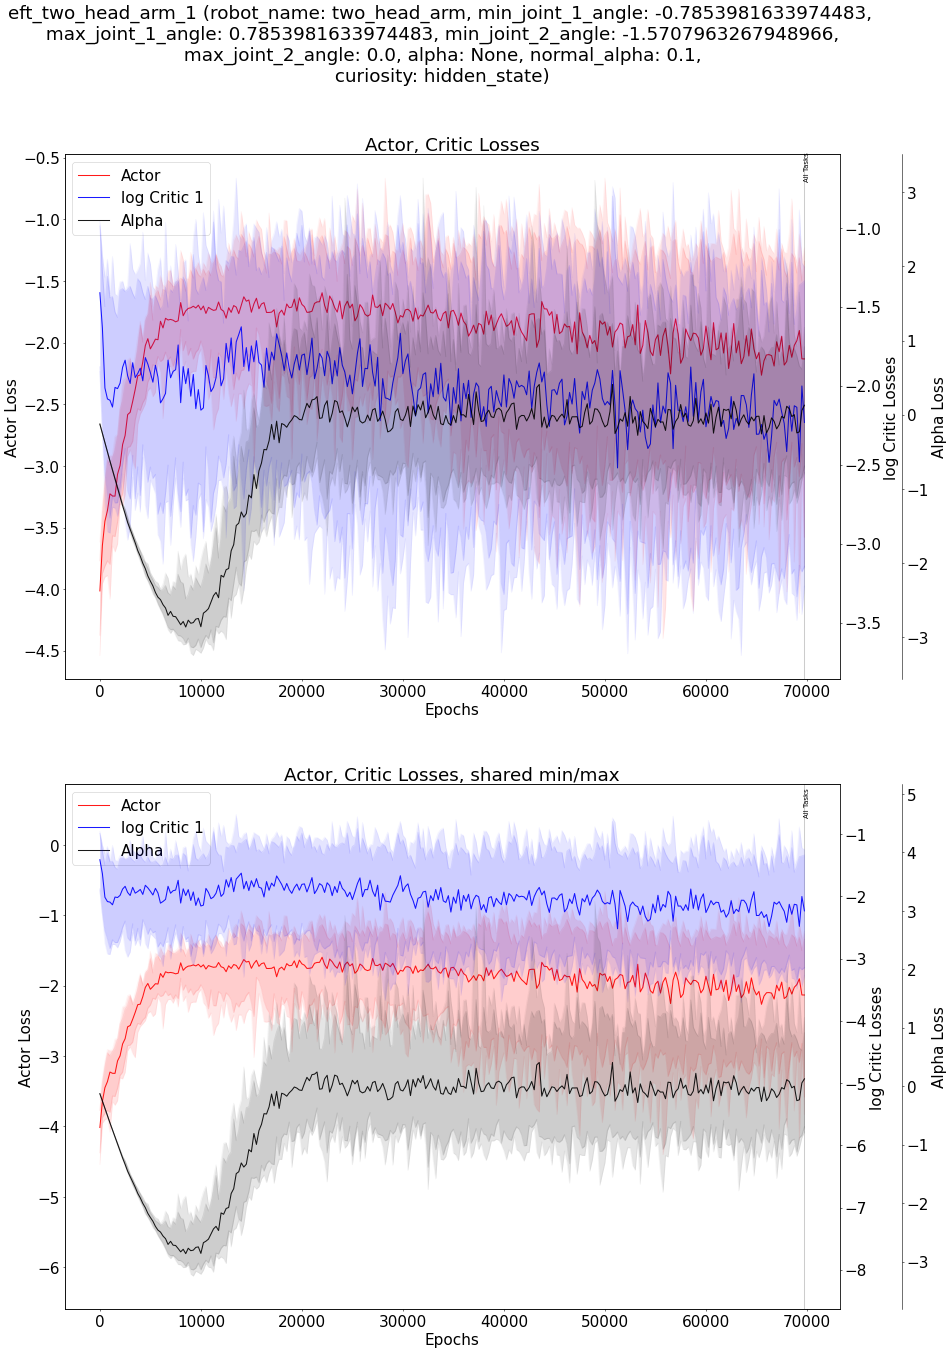 eft_two_head_arm_1 (robot_name: two_head_arm, min_joint_1_angle: -0.7853981633974483,
max_joint_1_angle: 0.7853981633974483, min_joint_2_angle: -1.5707963267948966,
max_joint_2_angle: 0.0, alpha: None, normal_alpha: 0.1,
curiosity: hidden_state)
Actor, Critic Losses
Actor
log Critic 1
Alpha
All Tasks
−0.5
−1.0
−1.5
−2.0
−2.5
−3.0
−3.5
−4.0
−4.5
Actor Loss
−1.0
−1.5
−2.0
−2.5
−3.0
−3.5
log Critic Losses
3
2
1
0
−1
−2
−3
Alpha Loss
0 10000 20000 30000 40000 50000 60000 70000
Epochs
Actor, Critic Losses, shared min/max
Actor
log Critic 1
Alpha
All Tasks
0
−1
−2
−3
−4
−5
−6
Actor Loss
−1
−2
−3
−4
−5
−6
−7
−8
log Critic Losses
5
4
3
2
1
0
−1
−2
−3
Alpha Loss
0 10000 20000 30000 40000 50000 60000 70000
Epochs